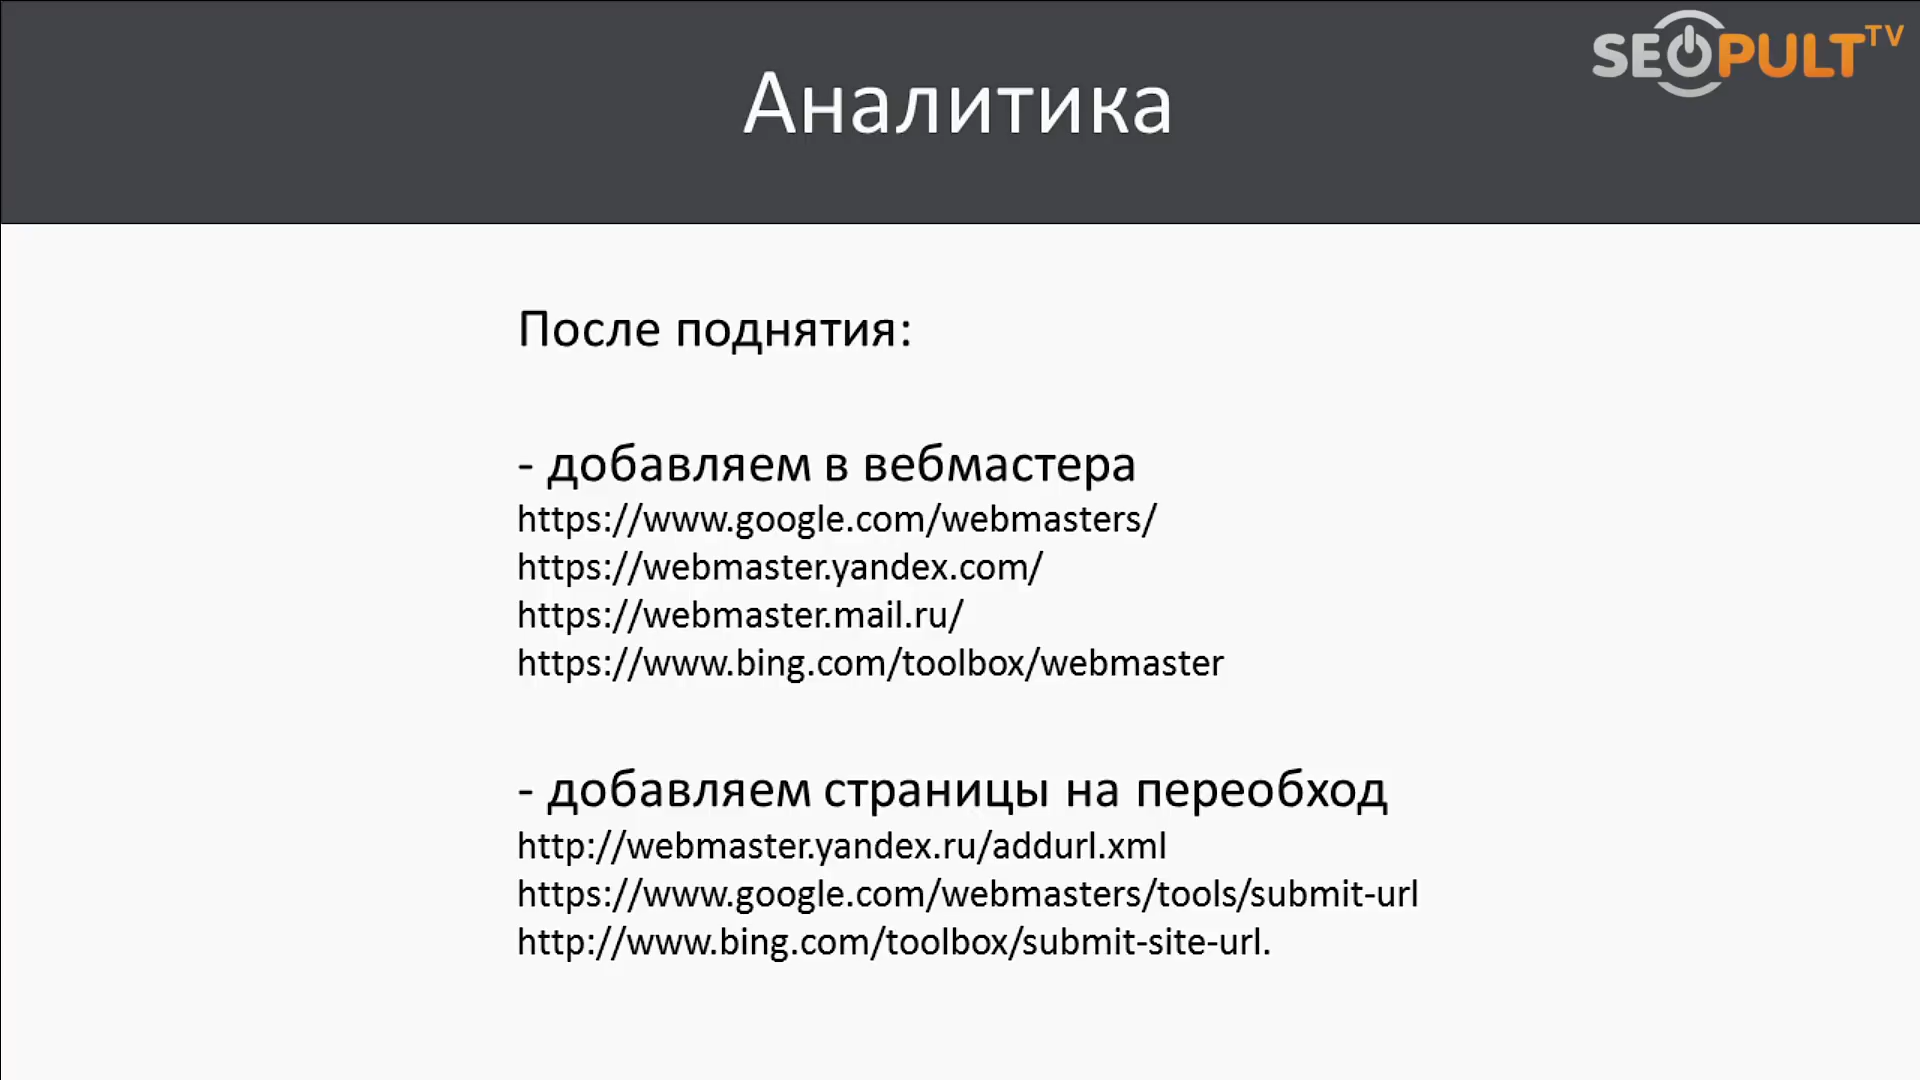 SEOPULT TV
Аналитика
После поднятия:
- добавляем в вебмастера
https://www.google.com/webmasters/
https://webmaster.yandex.com/
https://webmaster.mail.ru/
https://www.bing.com/toolbox/webmaster
- добавляем страницы на переобход
http://webmaster.yandex.ru/addurl.xml
https://www.google.com/webmasters/tools/submit-url
http://www.bing.com/toolbox/submit-site-url.